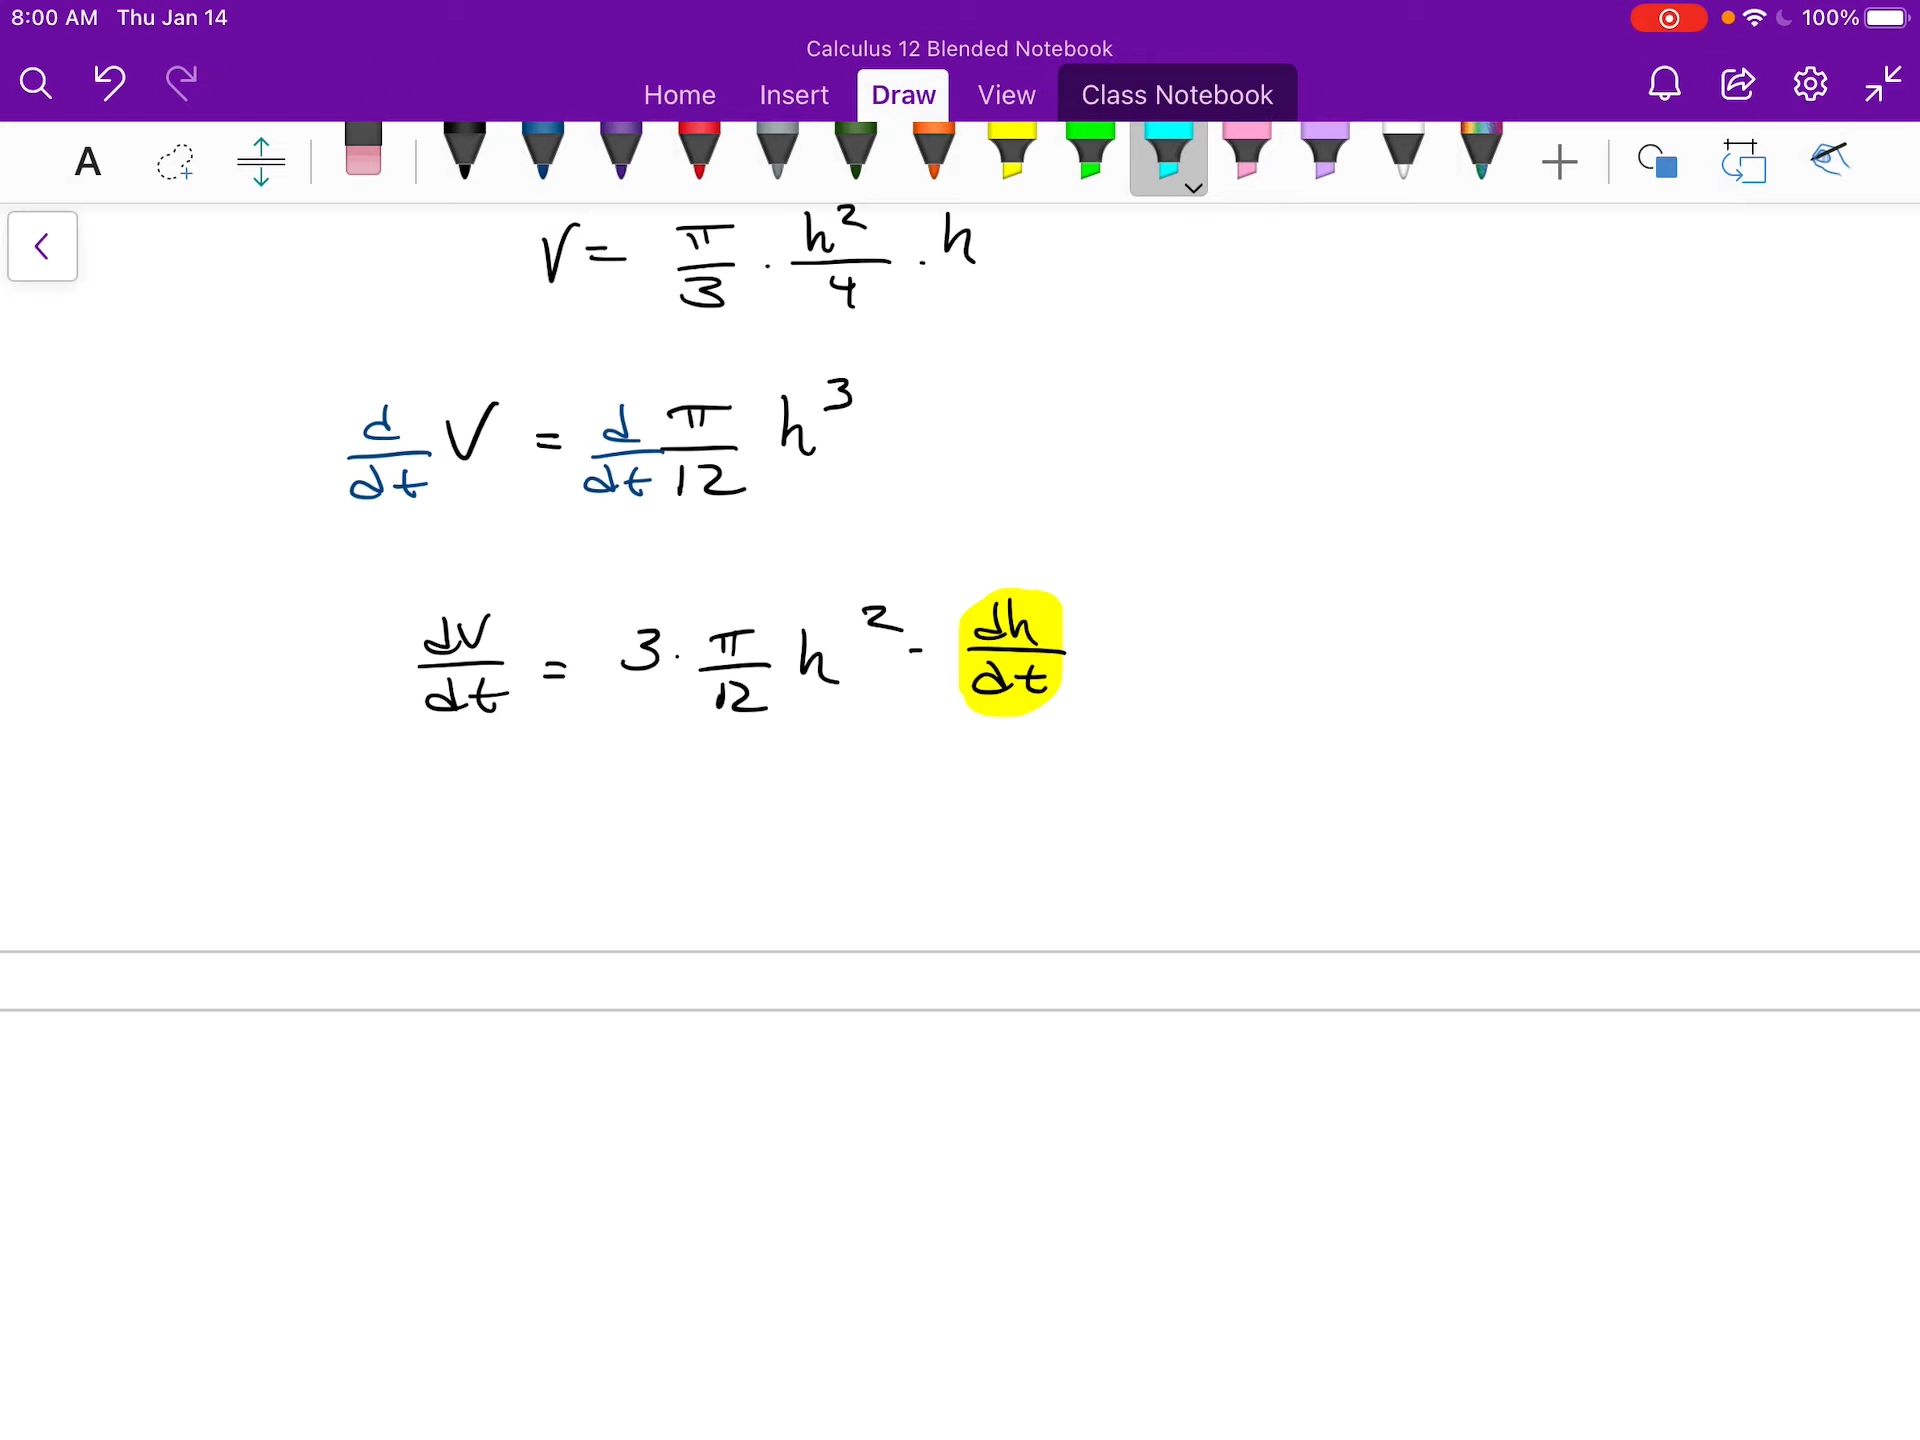 8:00 AM Thu Jan 14 100%
Calculus 12 Blended Notebook
Home Insert Draw View Class Notebook
A
V = π/3 · h²/4 · h
d/dt V = d/dt π/12 h³
dV/dt = 3 · π/12 h² · dh/dt